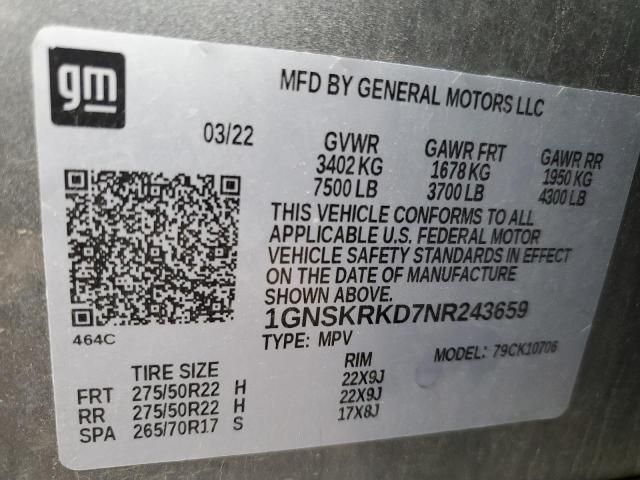 gm
MFD BY GENERAL MOTORS LLC
03/22 GVWR GAWR FRT GAWR RR
3402 KG 1678 KG 1950 KG
7500 LB 3700 LB 4300 LB
THIS VEHICLE CONFORMS TO ALL
APPLICABLE U.S. FEDERAL MOTOR
VEHICLE SAFETY STANDARDS IN EFFECT
ON THE DATE OF MANUFACTURE
SHOWN ABOVE.
1GNSKRKD7NR243659
464C
TYPE: MPV MODEL: 79CK10706
TIRE SIZE RIM
FRT 275/50R22 H 22X9J
RR 275/50R22 H 22X9J
SPA 265/70R17 S 17X8J